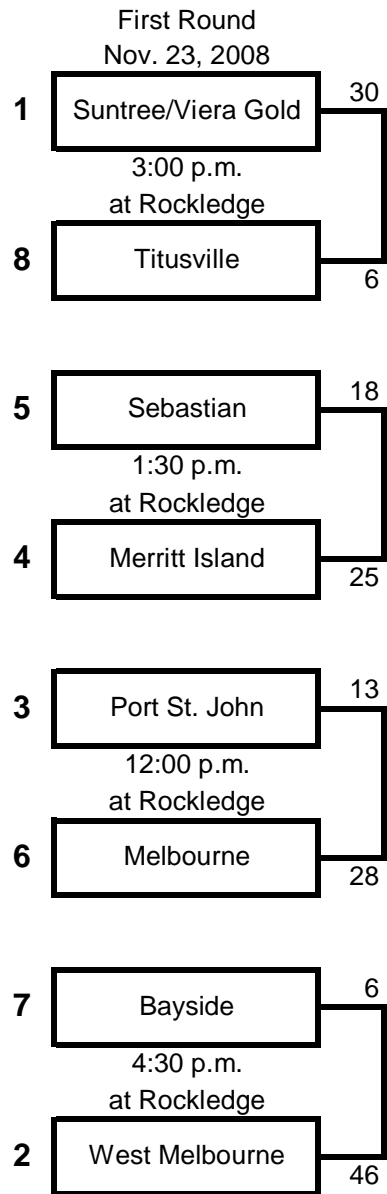 First Round
Nov. 23, 2008
30
1 Suntree/Viera Gold
3:00 p.m.
at Rockledge
8 Titusville
6
18
5 Sebastian
1:30 p.m.
at Rockledge
4 Merritt Island
25
13
3 Port St. John
12:00 p.m.
at Rockledge
6 Melbourne
28
6
7 Bayside
4:30 p.m.
at Rockledge
2 West Melbourne
46